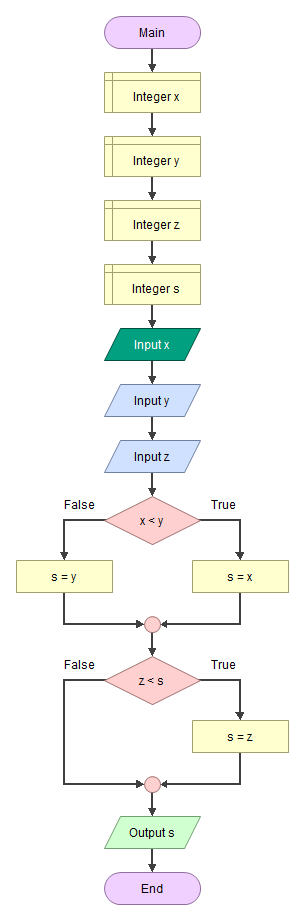 Main
Integer x
Integer y
Integer z
Integer s
Input x
Input y
Input z
False
True
x < y
s = y
s = x
False
True
z < s
s = z
Output s
End